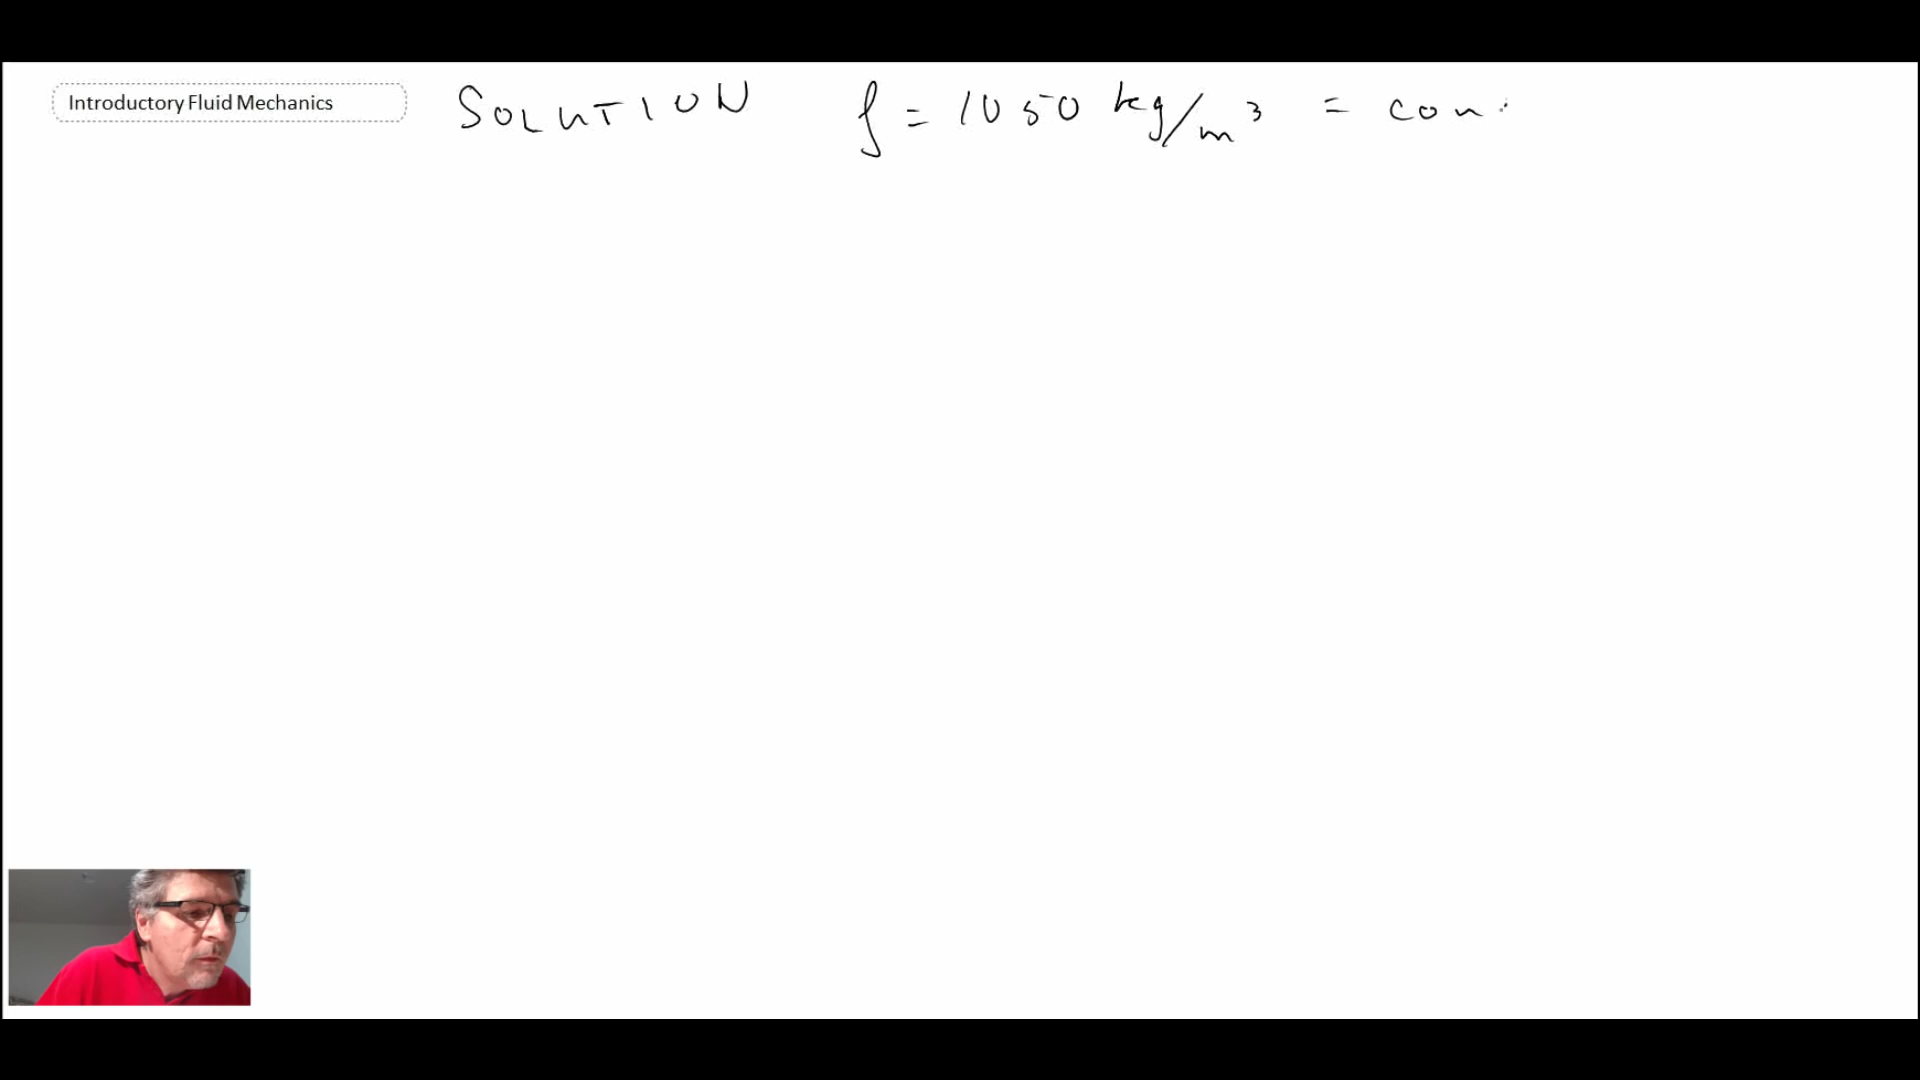 Introductory Fluid Mechanics
SOLUTION ρ = 1050 kg/m³ = con